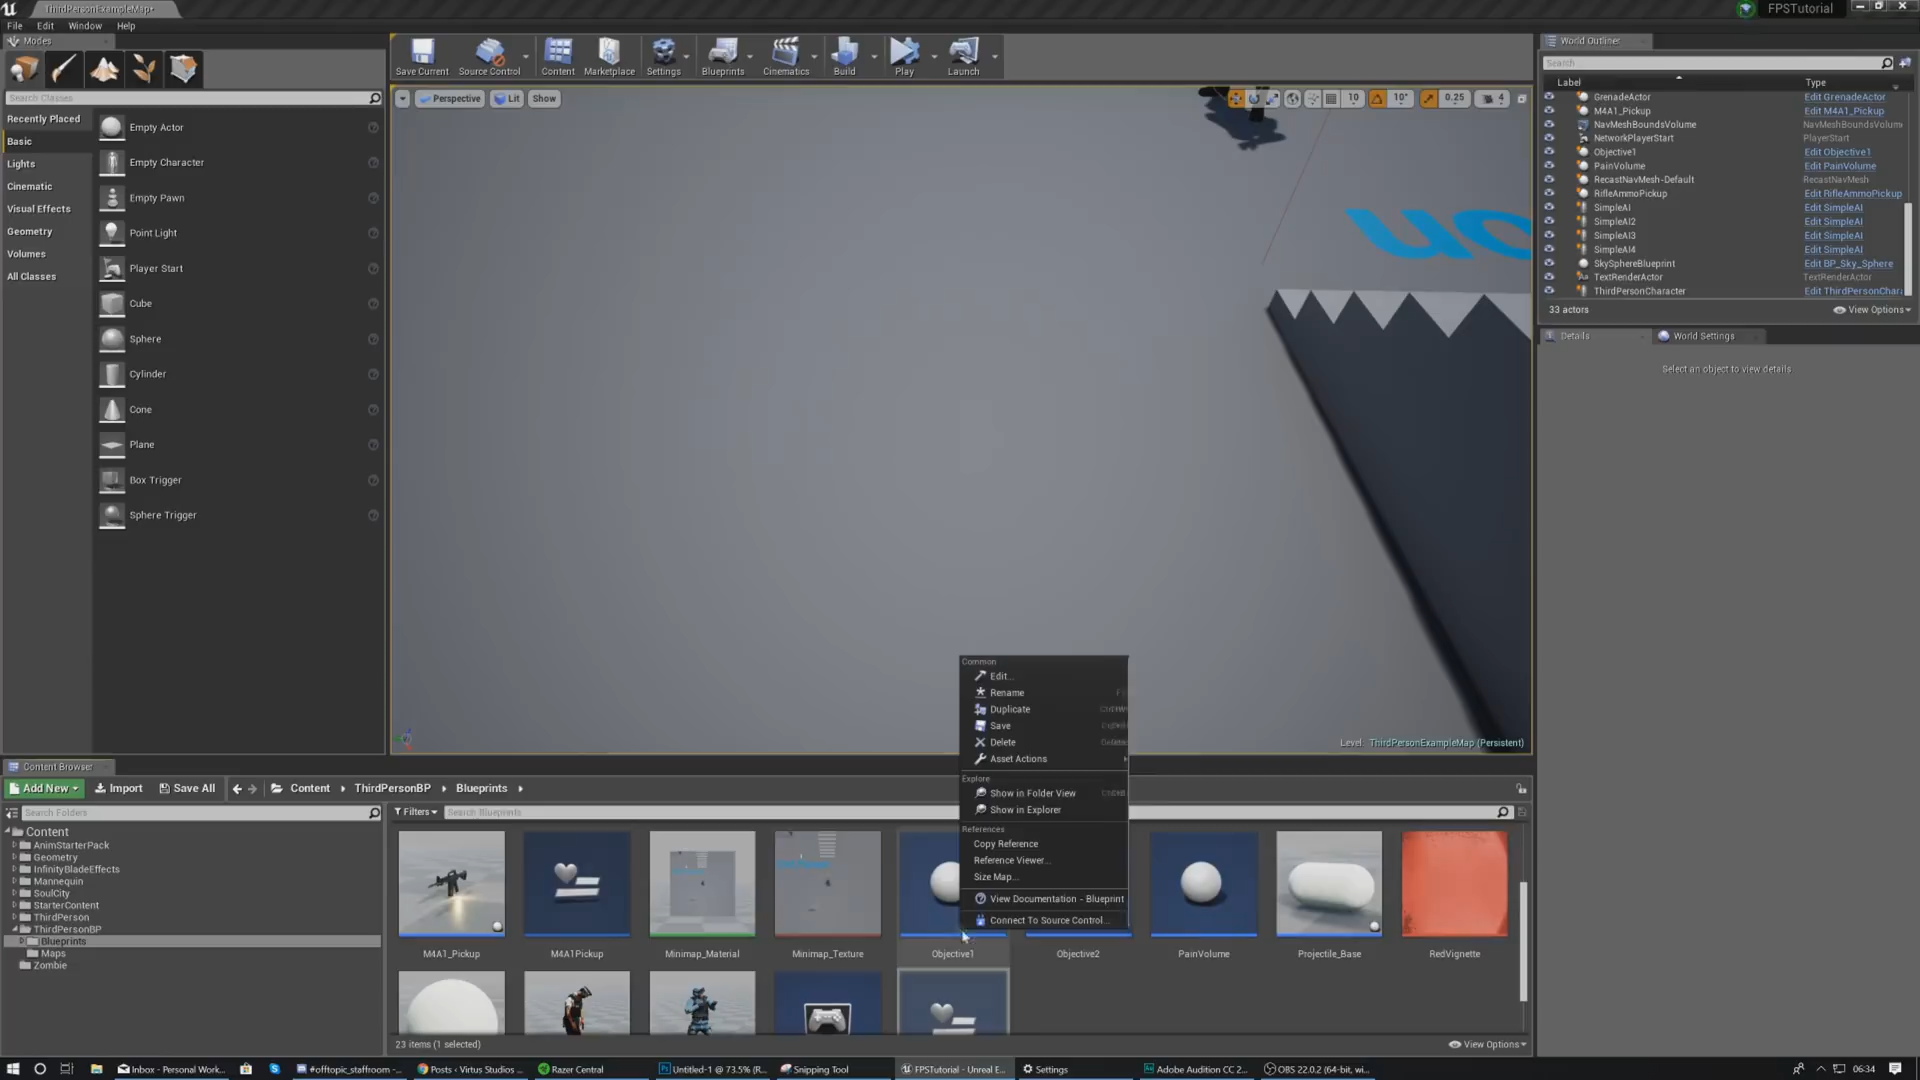 ThirdPersonExampleMap*
FPSTutorial
File Edit Window Help
Modes
Search Classes
Recently Placed
Basic
Lights
Cinematic
Visual Effects
Geometry
Volumes
All Classes
Empty Actor
Empty Character
Empty Pawn
Point Light
Player Start
Cube
Sphere
Cylinder
Cone
Plane
Box Trigger
Sphere Trigger
Save Current
Source Control
Content
Marketplace
Settings
Blueprints
Cinematics
Build
Play
Launch
Perspective
Lit
Show
10
10°
0.25
4
Level: ThirdPersonExampleMap (Persistent)
World Outliner
Search
Label Type
GrenadeActor Edit GrenadeActor
M4A1_Pickup Edit M4A1_Pickup
NavMeshBoundsVolume NavMeshBoundsVolum
NetworkPlayerStart PlayerStart
Objective1 Edit Objective1
PainVolume Edit PainVolume
RecastNavMesh-Default RecastNavMesh
RifleAmmoPickup Edit RifleAmmoPickup
SimpleAI Edit SimpleAI
SimpleAI2 Edit SimpleAI
SimpleAI3 Edit SimpleAI
SimpleAI4 Edit SimpleAI
SkySphereBlueprint Edit BP_Sky_Sphere
TextRenderActor TextRenderActor
ThirdPersonCharacter Edit ThirdPersonChara
33 actors
View Options
Details
World Settings
Select an object to view details
Common
Edit...
Rename
Duplicate
Save
Delete
Asset Actions
Explore
Show in Folder View
Show in Explorer
References
Copy Reference
Reference Viewer...
Size Map...
View Documentation - Blueprint
Connect To Source Control...
Content Browser
Add New
Import
Save All
Content
ThirdPersonBP
Blueprints
Search Folders
Filters
Search Blueprints
Content
AnimStarterPack
Geometry
InfinityBladeEffects
Mannequin
SoulCity
StarterContent
ThirdPerson
ThirdPersonBP
Blueprints
Maps
Zombie
M4A1_Pickup
M4A1Pickup
Minimap_Material
Minimap_Texture
Objective1
Objective2
PainVolume
Projectile_Base
RedVignette
23 items (1 selected)
View Options
Inbox - Personal Work...
#offtopic_staffroom -...
Posts ‹ Virtus Studios ...
Razer Central
Untitled-1 @ 73.5% (R...
Snipping Tool
FPSTutorial - Unreal E...
Settings
Adobe Audition CC 2...
OBS 22.0.2 (64-bit, wi...
06:34